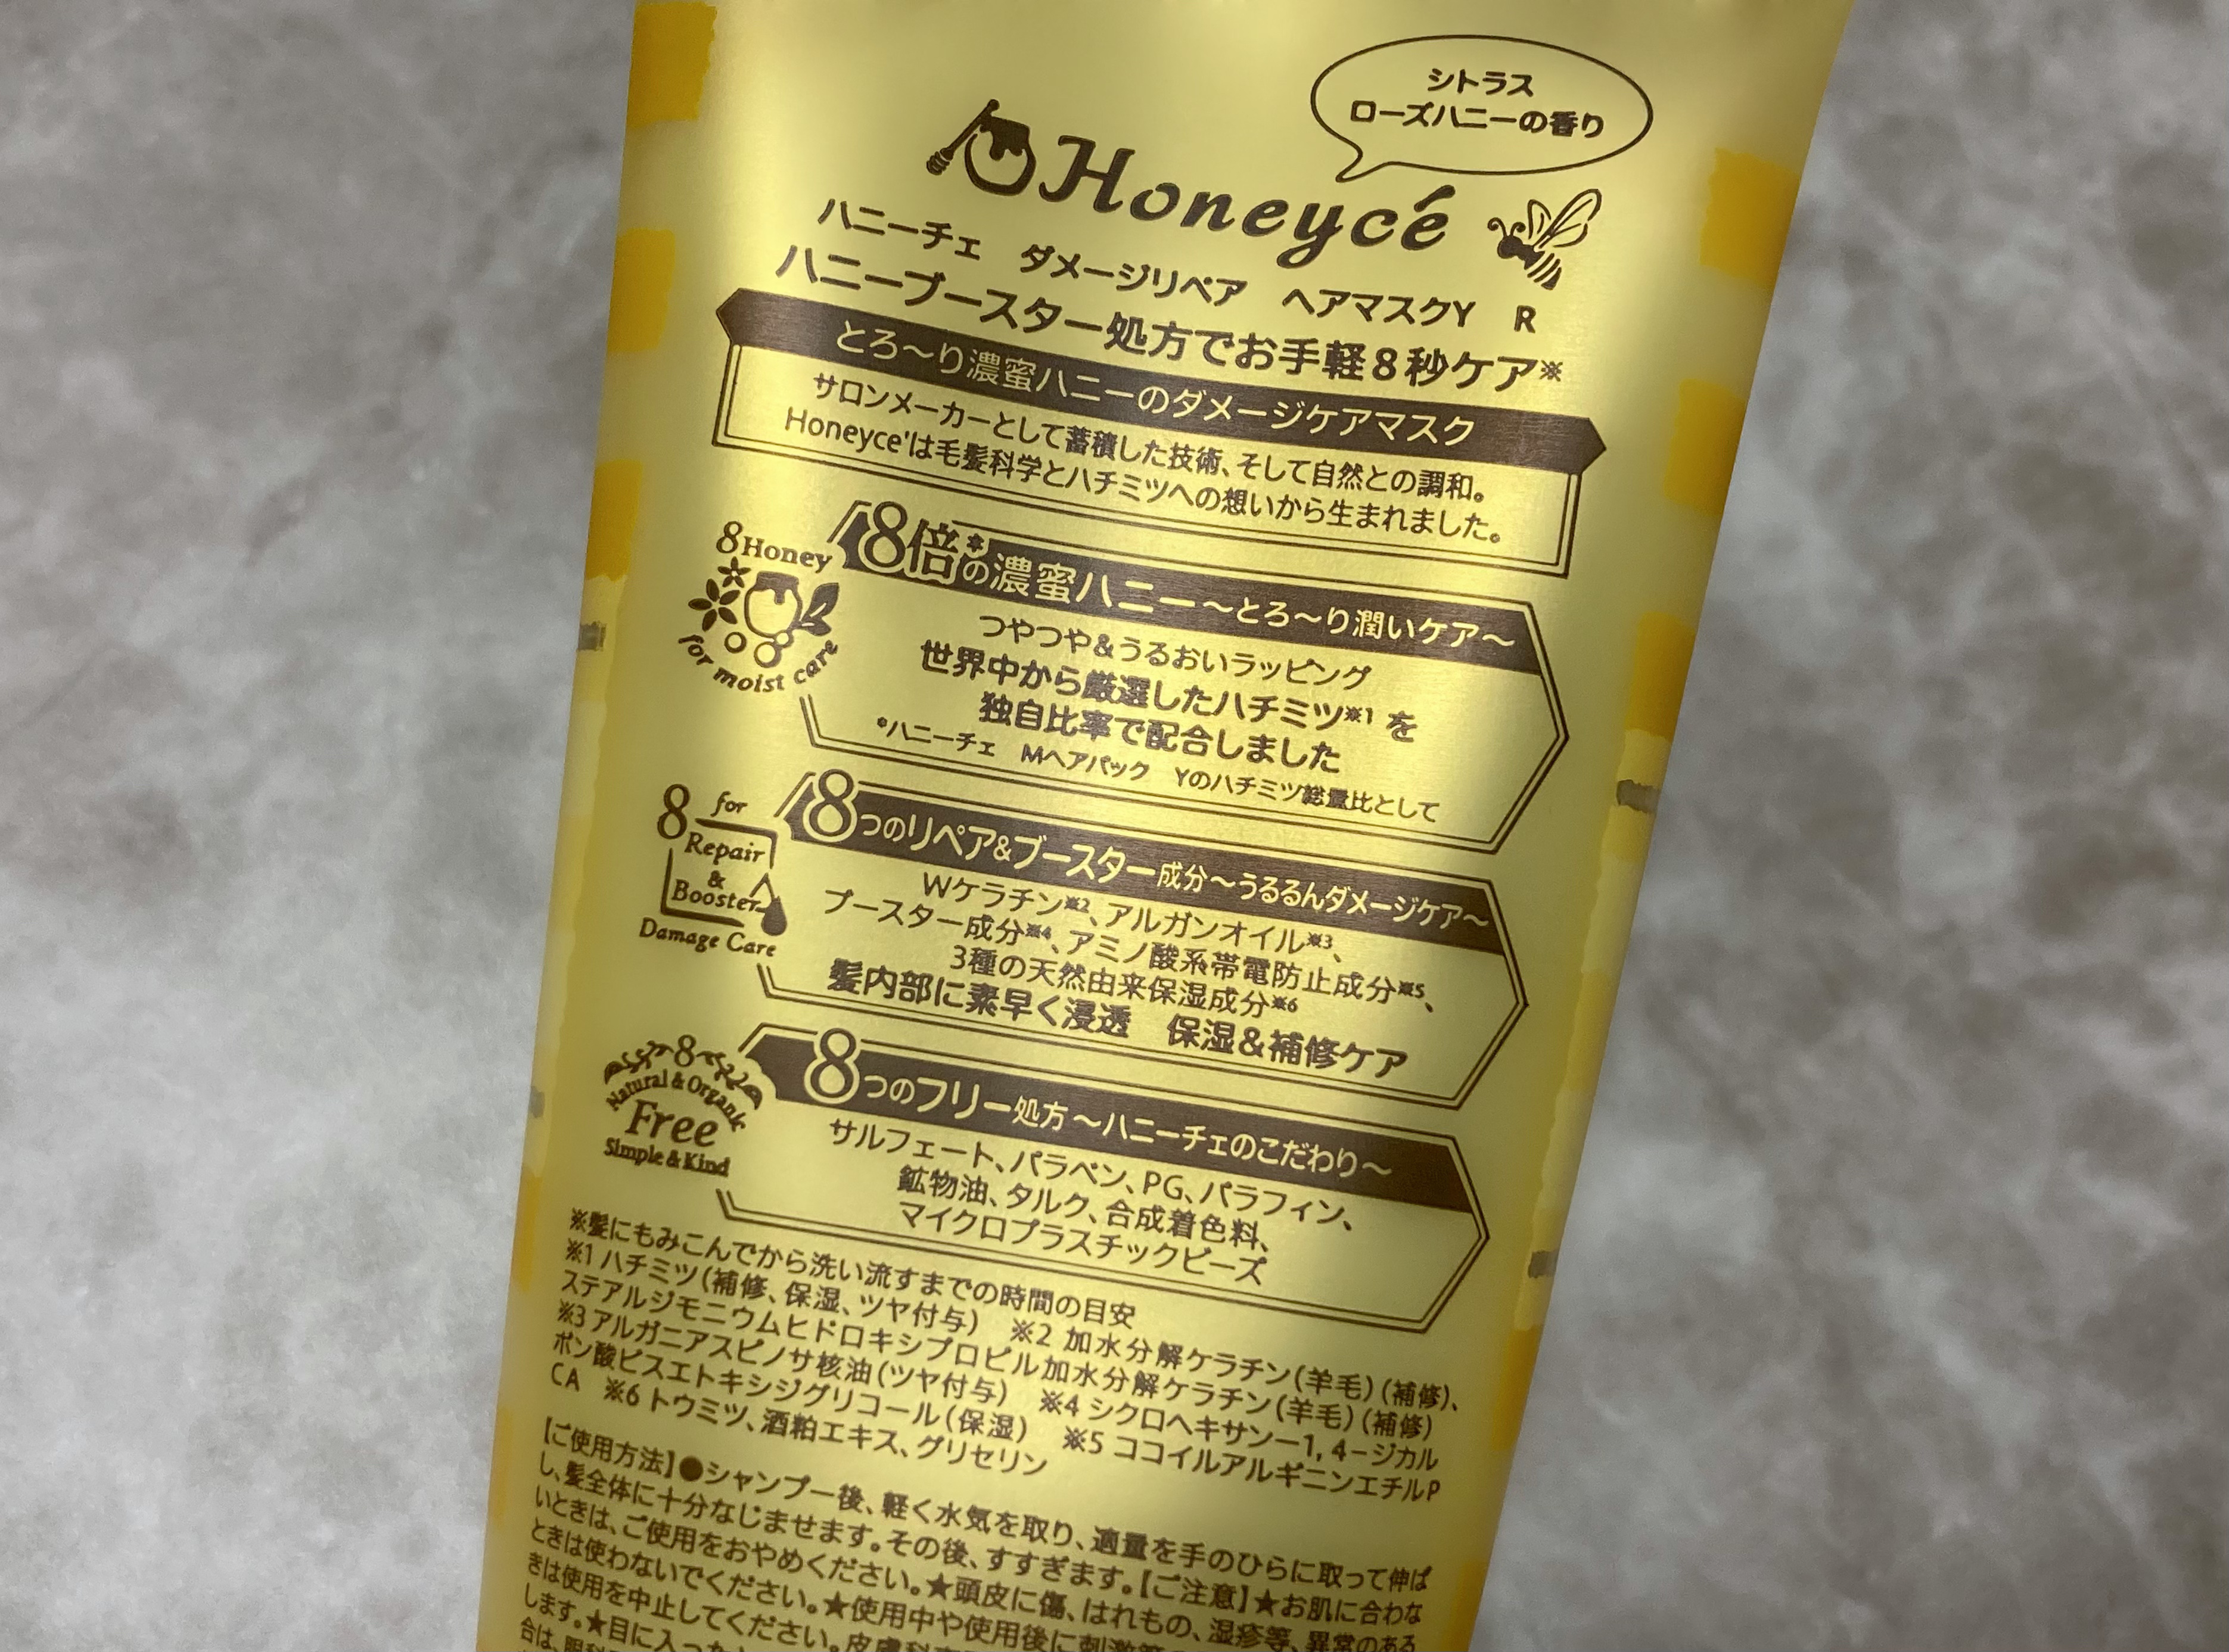 シトラス
ローズハニーの香り
Honeycé
ハニーチェ ダメージリペア ヘアマスクY R
ハニーブースター処方でお手軽8秒ケア※
とろ〜り濃蜜ハニーのダメージケアマスク
サロンメーカーとして蓄積した技術、そして自然との調和。
Honeyce'は毛髪科学とハチミツへの想いから生まれました。
8Honey
for moist care
8倍*の濃蜜ハニー〜とろ〜り潤いケア〜
つやつや&うるおいラッピング
世界中から厳選したハチミツ※1 を
独自比率で配合しました
*ハニーチェ Mヘアパック Yのハチミツ総量比として
8 for
Repair
&
Booster
Damage Care
8つのリペア&ブースター成分〜うるるんダメージケア〜
Wケラチン※2、アルガンオイル※3、
ブースター成分※4、アミノ酸系帯電防止成分※5、
3種の天然由来保湿成分※6
髪内部に素早く浸透 保湿&補修ケア
8
Natural & Organic
Free
Simple & Kind
8つのフリー処方〜ハニーチェのこだわり〜
サルフェート、パラベン、PG、パラフィン、
鉱物油、タルク、合成着色料、
マイクロプラスチックビーズ
※髪にもみこんでから洗い流すまでの時間の目安
※1 ハチミツ(補修、保湿、ツヤ付与) ※2 加水分解ケラチン(羊毛)(補修)、
ステアルジモニウムヒドロキシプロピル加水分解ケラチン(羊毛)(補修)
※3 アルガニアスピノサ核油(ツヤ付与) ※4 シクロヘキサン−1, 4−ジカル
ボン酸ビスエトキシジグリコール(保湿) ※5 ココイルアルギニンエチルP
CA ※6 トウミツ、酒粕エキス、グリセリン
【ご使用方法】●シャンプー後、軽く水気を取り、適量を手のひらに取って伸ば
し、髪全体に十分なじませます。その後、すすぎます。【ご注意】★お肌に合わな
いときは、ご使用をおやめください。★頭皮に傷、はれもの、湿疹等、異常のある
ときは使わないでください。★使用中や使用後に刺激等
きは使用を中止してください。皮膚科
します。★目に入った
合は、眼科